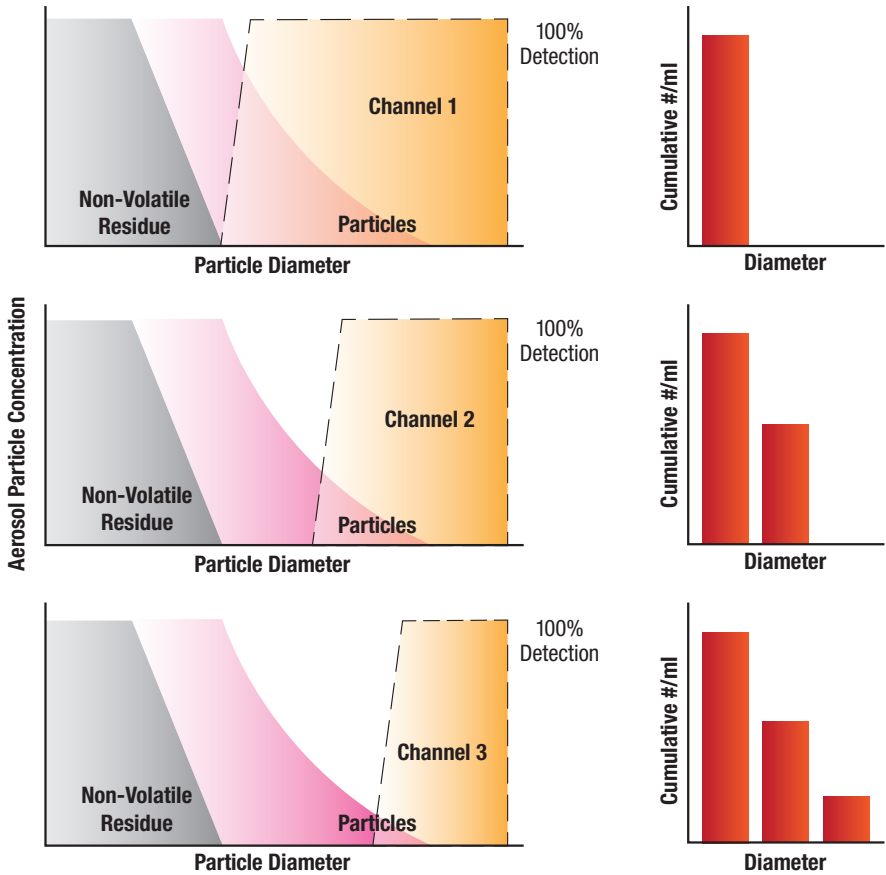 Aerosol Particle Concentration
100%
Detection
Channel 1
Non-Volatile
Residue
Particles
Particle Diameter
Cumulative #/ml
Diameter
100%
Detection
Channel 2
Non-Volatile
Residue
Particles
Particle Diameter
Cumulative #/ml
Diameter
100%
Detection
Channel 3
Non-Volatile
Residue
Particles
Particle Diameter
Cumulative #/ml
Diameter